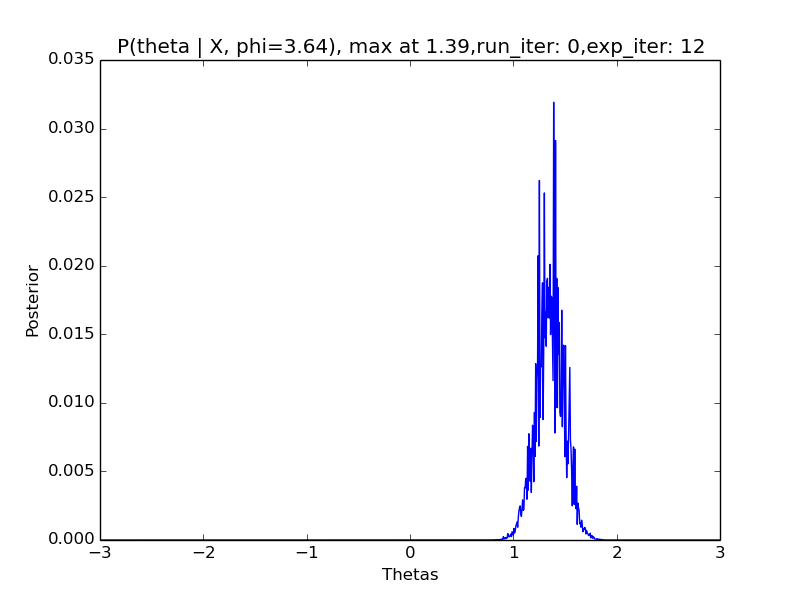 P(theta | X, phi=3.64), max at 1.39,run_iter: 0,exp_iter: 12
0.035
0.030
0.025
0.020
0.015
0.010
0.005
0.000
Posterior
−3 −2 −1 0 1 2 3
Thetas